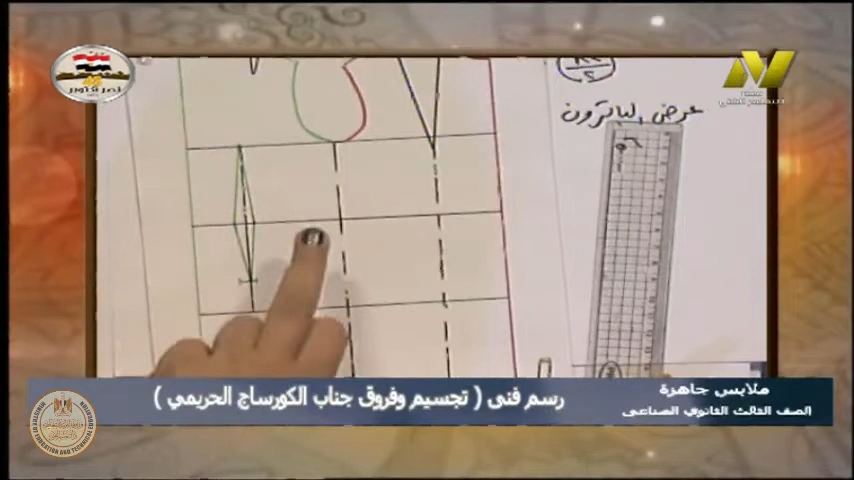 عرض الباترون
نصر أكتوبر
ملابس جاهزة
الصف الثالث الثانوي الصناعى
رسم فنى ( تجسيم وفروق جناب الكورساج الحريمي )